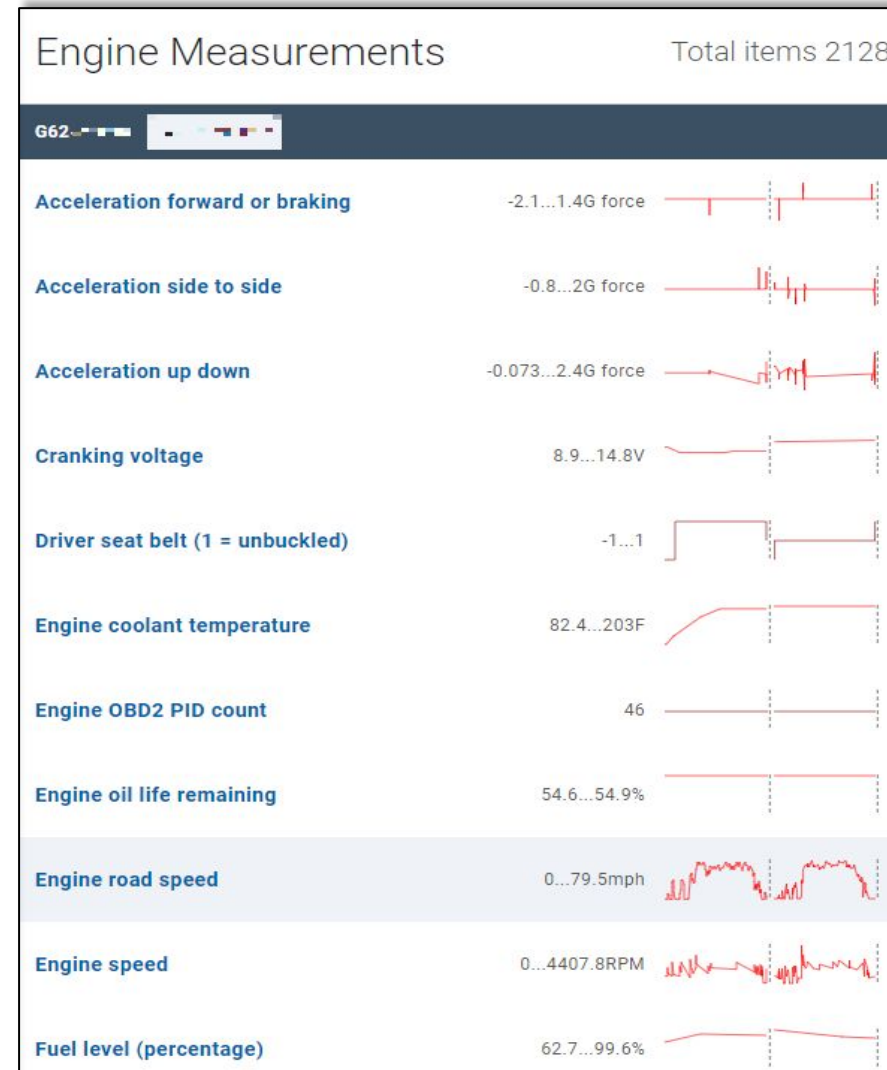 Engine Measurements
Total items 2128
G62
Acceleration forward or braking -2.1...1.4G force
Acceleration side to side -0.8...2G force
Acceleration up down -0.073...2.4G force
Cranking voltage 8.9...14.8V
Driver seat belt (1 = unbuckled) -1...1
Engine coolant temperature 82.4...203F
Engine OBD2 PID count 46
Engine oil life remaining 54.6...54.9%
Engine road speed 0...79.5mph
Engine speed 0...4407.8RPM
Fuel level (percentage) 62.7...99.6%